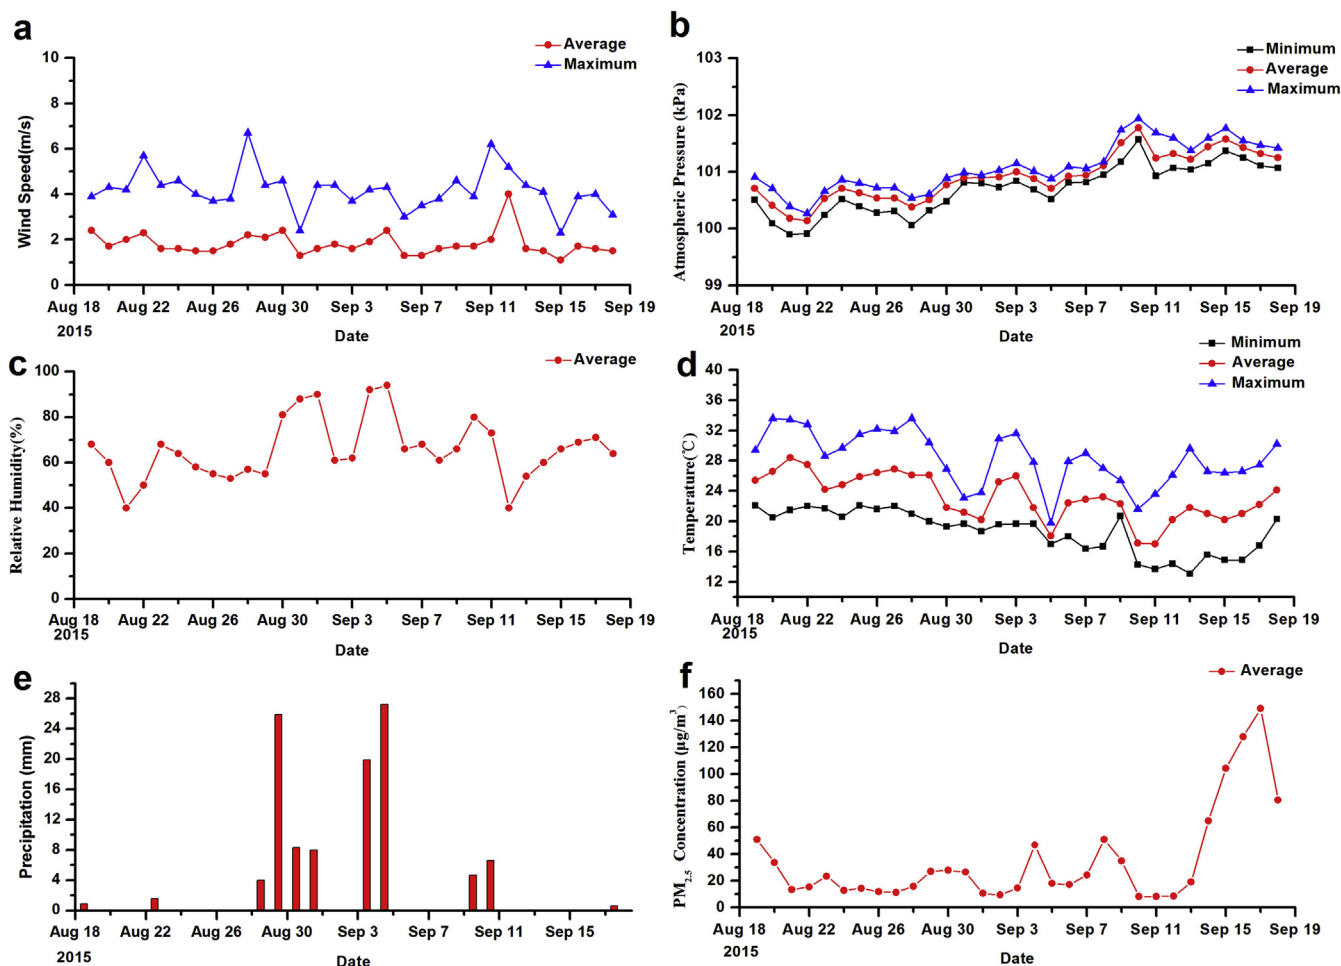 a
Average
Maximum
Wind Speed(m/s)
10
8
6
4
2
0
Aug 18 Aug 22 Aug 26 Aug 30 Sep 3 Sep 7 Sep 11 Sep 15 Sep 19
2015
Date
b
Minimum
Average
Maximum
Atmospheric Pressure (kPa)
103
102
101
100
99
Aug 18 Aug 22 Aug 26 Aug 30 Sep 3 Sep 7 Sep 11 Sep 15 Sep 19
2015
Date
c
Average
Relative Humidity(%)
100
80
60
40
20
0
Aug 18 Aug 22 Aug 26 Aug 30 Sep 3 Sep 7 Sep 11 Sep 15 Sep 19
2015
Date
d
Minimum
Average
Maximum
Temperature(℃)
40
36
32
28
24
20
16
12
Aug 18 Aug 22 Aug 26 Aug 30 Sep 3 Sep 7 Sep 11 Sep 15 Sep 19
2015
Date
e
Precipitation (mm)
28
24
20
16
12
8
4
0
Aug 18 Aug 22 Aug 26 Aug 30 Sep 3 Sep 7 Sep 11 Sep 15
2015
Date
f
Average
PM2.5 Concentration (μg/m3)
160
140
120
100
80
60
40
20
0
Aug 18 Aug 22 Aug 26 Aug 30 Sep 3 Sep 7 Sep 11 Sep 15 Sep 19
2015
Date